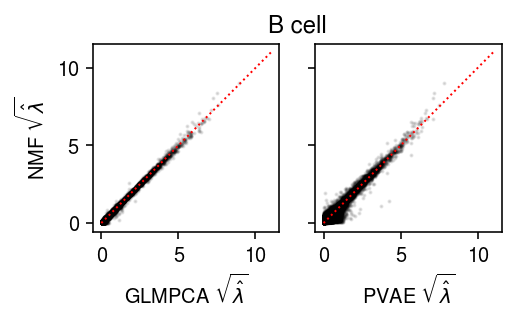 B cell
10
5
0
NMF √λ̂
0 5 10
0 5 10
GLMPCA √λ̂
PVAE √λ̂